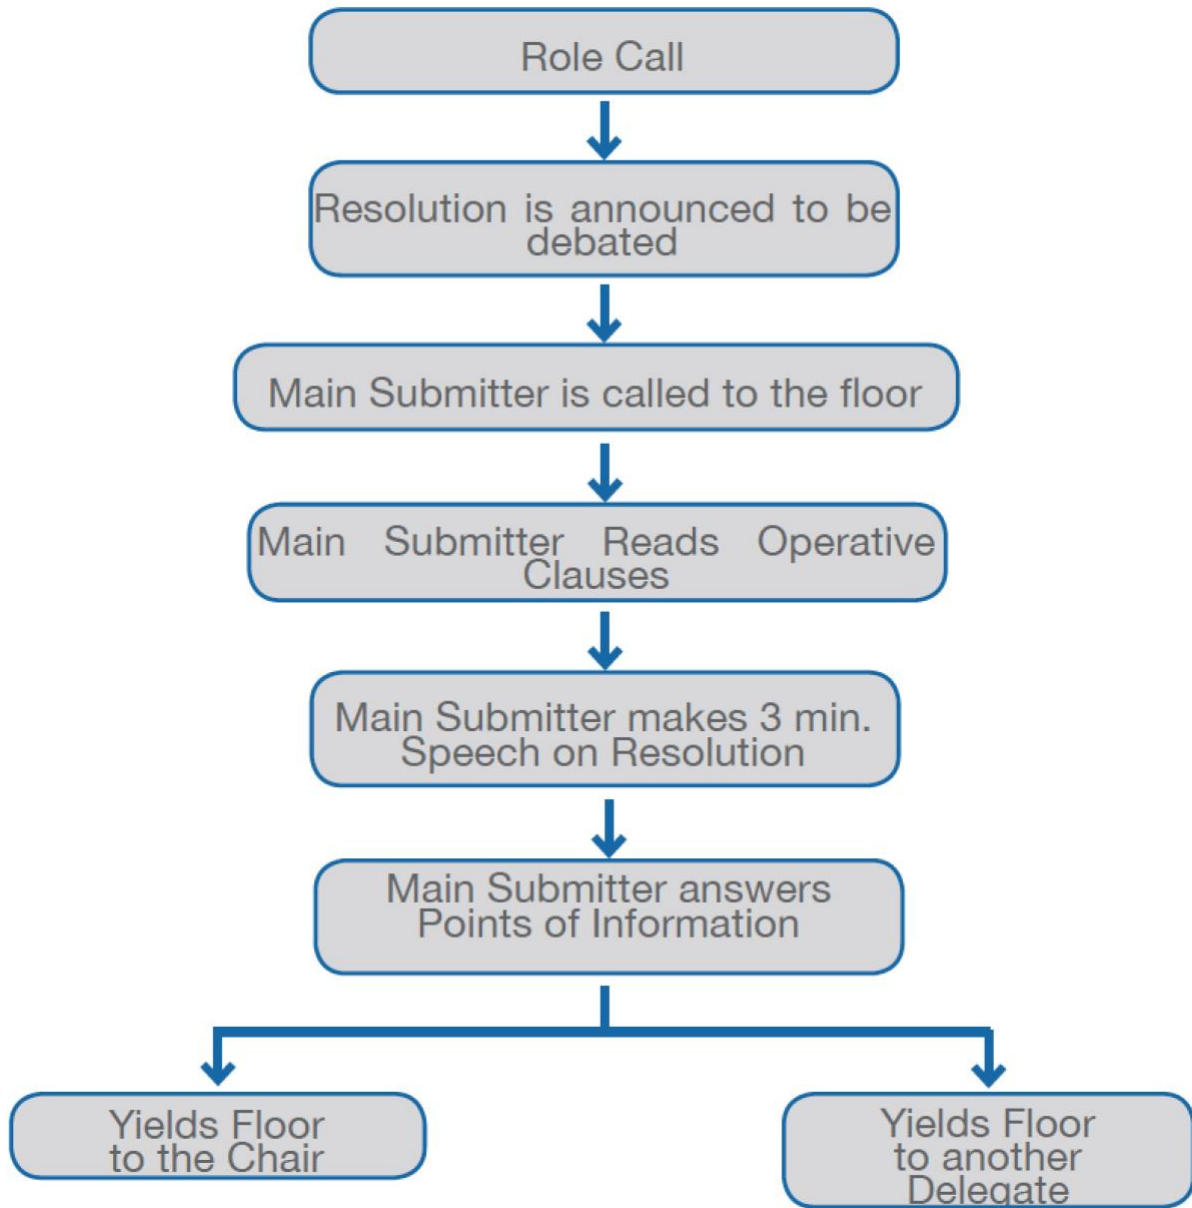 Role Call
Resolution is announced to be
debated
Main Submitter is called to the floor
Main Submitter Reads Operative
Clauses
Main Submitter makes 3 min.
Speech on Resolution
Main Submitter answers
Points of Information
Yields Floor
to the Chair
Yields Floor
to another
Delegate